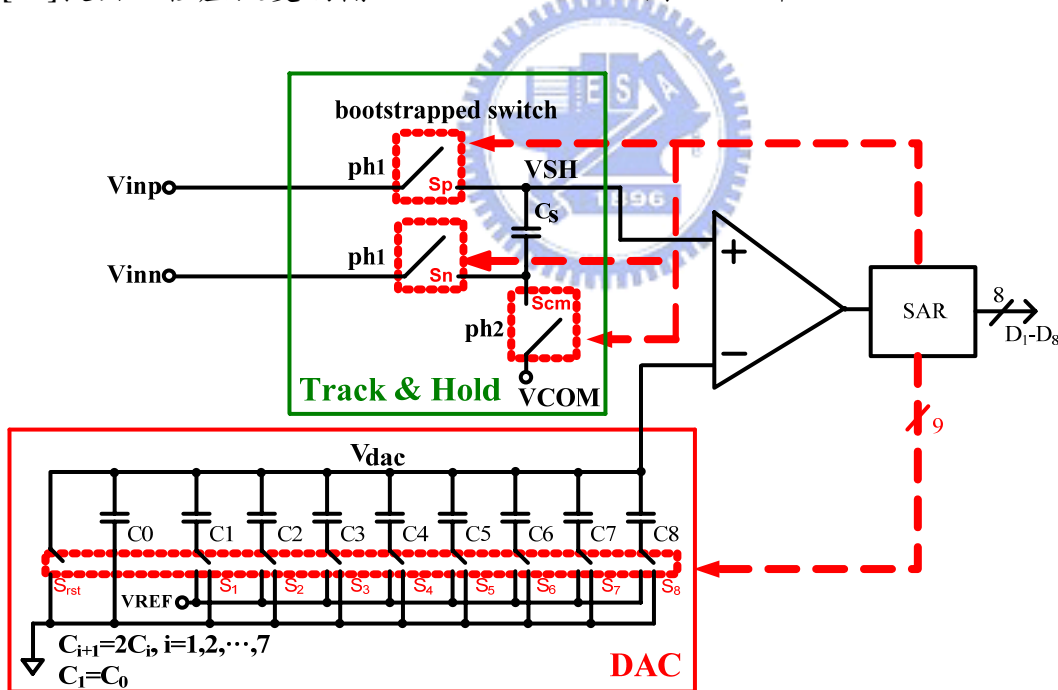 bootstrapped switch
ph1
Vinp
Sp
VSH
Cs
ph1
Vinn
Sn
Scm
ph2
VCOM
Track & Hold
+
−
SAR
8
D1-D8
9
Vdac
C0 C1 C2 C3 C4 C5 C6 C7 C8
Srst S1 S2 S3 S4 S5 S6 S7 S8
VREF
Ci+1=2Ci, i=1,2,⋯,7
C1=C0
DAC
ESA
1896